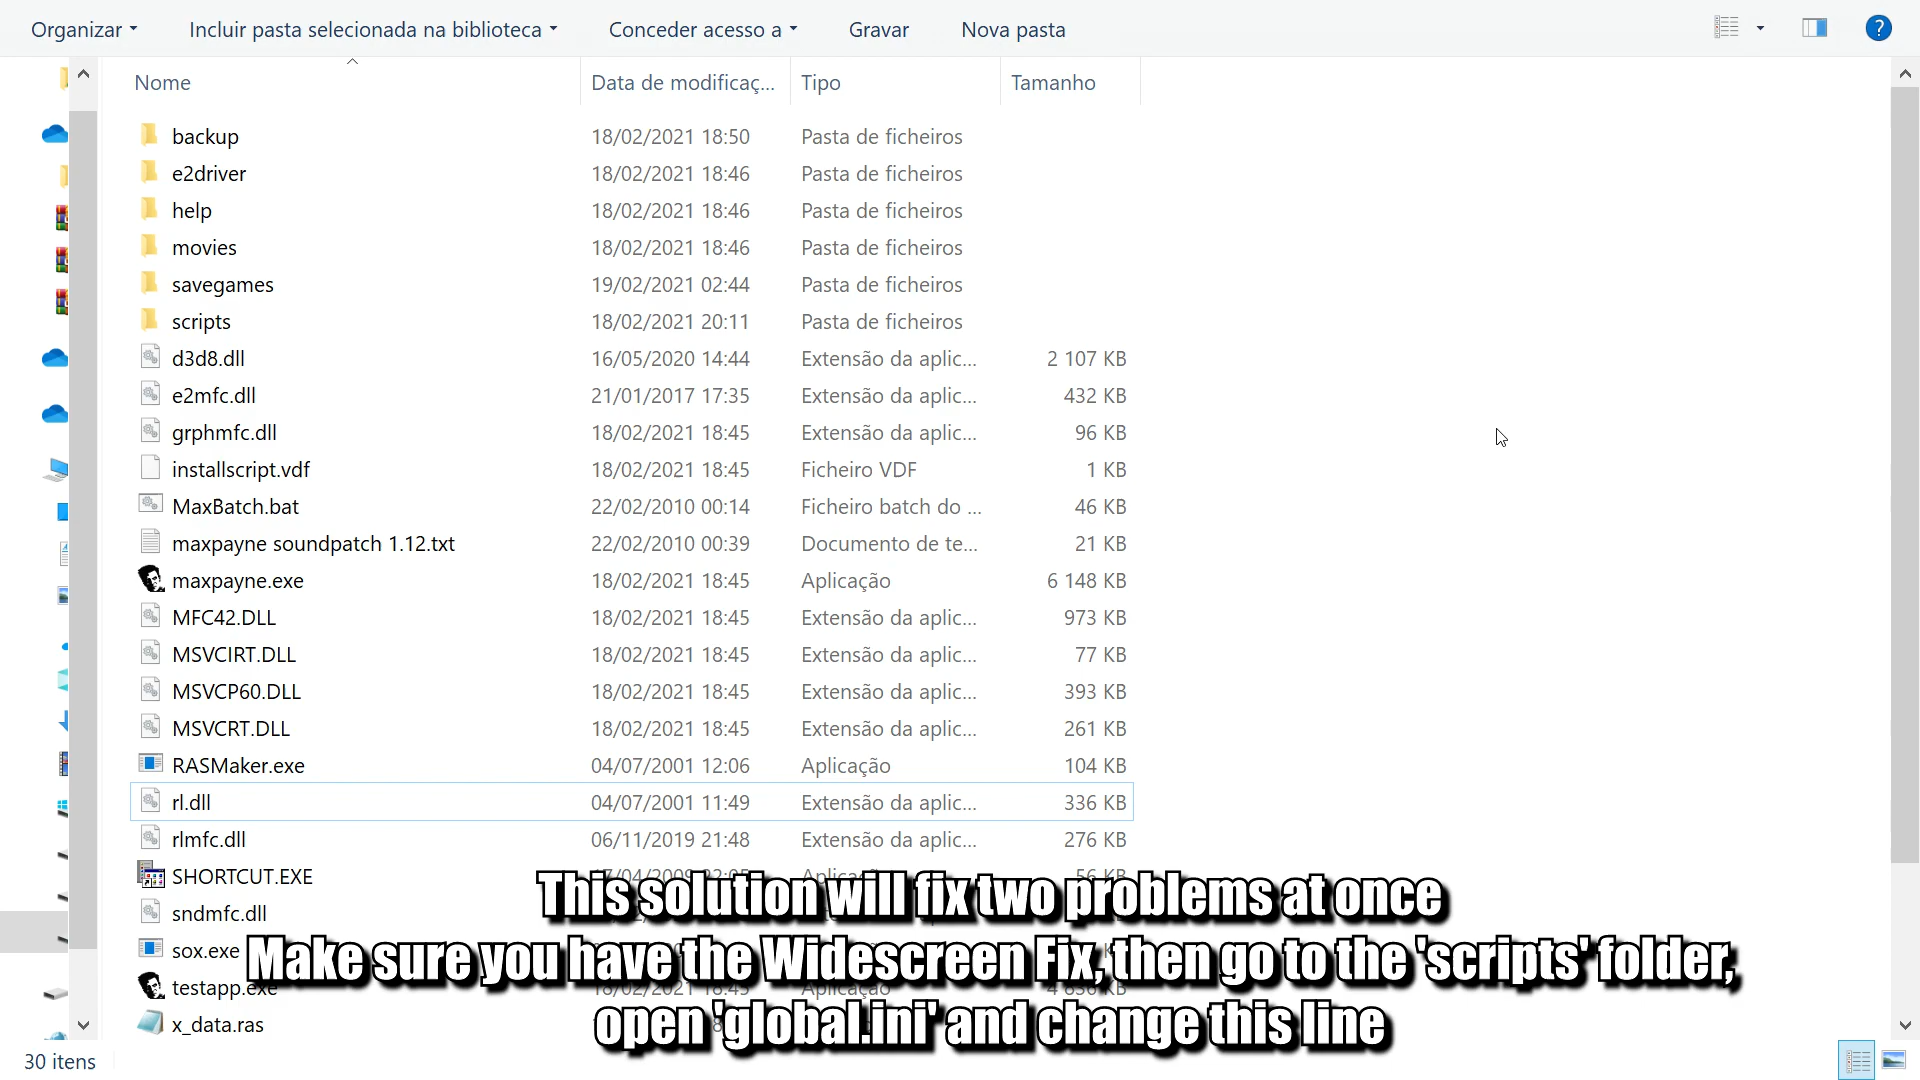 Organizar Incluir pasta selecionada na biblioteca Conceder acesso a Gravar Nova pasta ?
Nome Data de modificaç... Tipo Tamanho
backup 18/02/2021 18:50 Pasta de ficheiros
e2driver 18/02/2021 18:46 Pasta de ficheiros
help 18/02/2021 18:46 Pasta de ficheiros
movies 18/02/2021 18:46 Pasta de ficheiros
savegames 19/02/2021 02:44 Pasta de ficheiros
scripts 18/02/2021 20:11 Pasta de ficheiros
d3d8.dll 16/05/2020 14:44 Extensão da aplic... 2 107 KB
e2mfc.dll 21/01/2017 17:35 Extensão da aplic... 432 KB
grphmfc.dll 18/02/2021 18:45 Extensão da aplic... 96 KB
installscript.vdf 18/02/2021 18:45 Ficheiro VDF 1 KB
MaxBatch.bat 22/02/2010 00:14 Ficheiro batch do ... 46 KB
maxpayne soundpatch 1.12.txt 22/02/2010 00:39 Documento de te... 21 KB
maxpayne.exe 18/02/2021 18:45 Aplicação 6 148 KB
MFC42.DLL 18/02/2021 18:45 Extensão da aplic... 973 KB
MSVCIRT.DLL 18/02/2021 18:45 Extensão da aplic... 77 KB
MSVCP60.DLL 18/02/2021 18:45 Extensão da aplic... 393 KB
MSVCRT.DLL 18/02/2021 18:45 Extensão da aplic... 261 KB
RASMaker.exe 04/07/2001 12:06 Aplicação 104 KB
rl.dll 04/07/2001 11:49 Extensão da aplic... 336 KB
rlmfc.dll 06/11/2019 21:48 Extensão da aplic... 276 KB
SHORTCUT.EXE Aplicação 56 KB
This solution will fix two problems at once
sndmfc.dll
sox.exe
Make sure you have the Widescreen Fix, then go to the 'scripts' folder,
testapp.exe 18/02/2021 18:45 Aplicação
open 'global.ini' and change this line
x_data.ras
30 itens